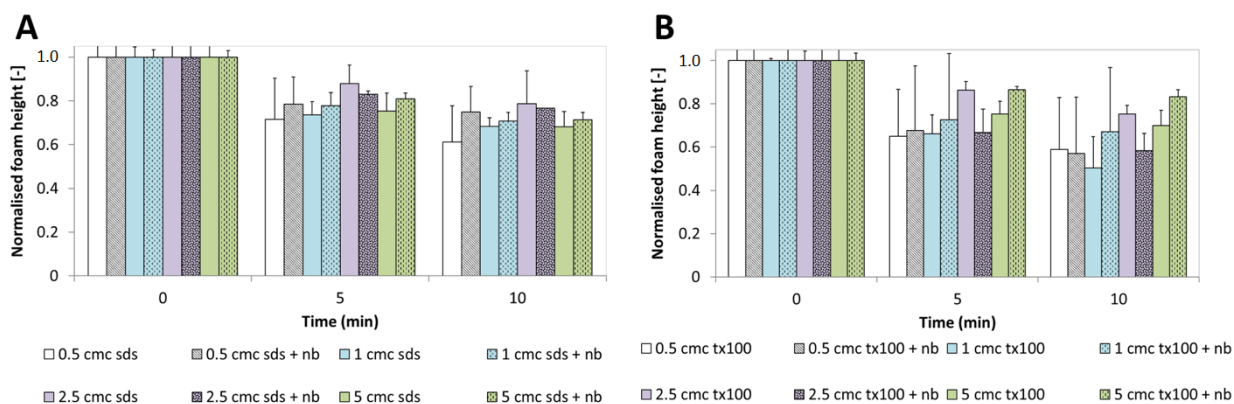 A
Normalised foam height [-]
1.0
0.8
0.6
0.4
0.2
0
0 5 10
Time (min)
0.5 cmc sds 0.5 cmc sds + nb 1 cmc sds 1 cmc sds + nb
2.5 cmc sds 2.5 cmc sds + nb 5 cmc sds 5 cmc sds + nb
B
Normalised foam height [-]
1.0
0.8
0.6
0.4
0.2
0
0 5 10
Time (min)
0.5 cmc tx100 0.5 cmc tx100 + nb 1 cmc tx100 1 cmc tx100 + nb
2.5 cmc tx100 2.5 cmc tx100 + nb 5 cmc tx100 5 cmc tx100 + nb